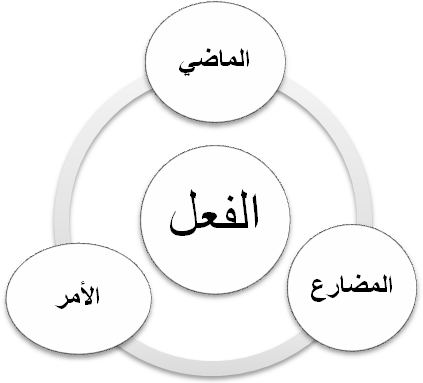 الماضي
الفعل
المضارع
الأمر